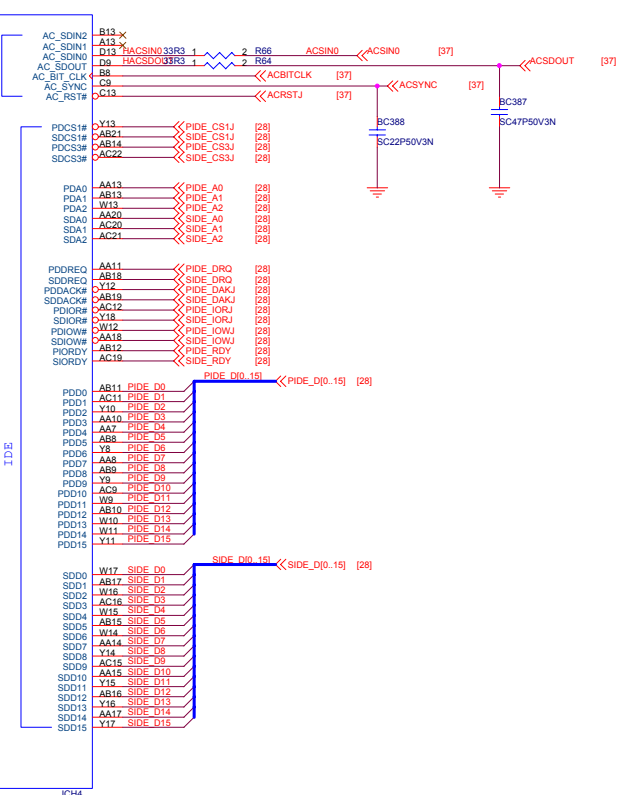 AC_SDIN2 B13
AC_SDIN1 A13
AC_SDIN0 D13 HACSIN0 33R3 1 2 R66 ACSIN0 ACSIN0 [37]
AC_SDOUT D9 1 2 R64 ACSDOUT [37]
AC_BIT_CLK B8 ACBITCLK [37]
AC_SYNC C9 ACSYNC [37]
AC_RST# C13 ACRSTJ [37]
BC387
SC47P50V3N
BC388
SC22P50V3N
PDCS1# Y13 PIDE_CS1J [28]
SDCS1# AB21 SIDE_CS1J [28]
PDCS3# AB14 PIDE_CS3J [28]
SDCS3# AC22 SIDE_CS3J [28]
PDA0 AA13 PIDE_A0 [28]
PDA1 AB13 PIDE_A1 [28]
PDA2 W13 PIDE_A2 [28]
SDA0 AA20 SIDE_A0 [28]
SDA1 AC20 SIDE_A1 [28]
SDA2 AC21 SIDE_A2 [28]
PDDREQ AA11 PIDE_DRQ [28]
SDDREQ AB18 SIDE_DRQ [28]
PDDACK# Y12 PIDE_DAKJ [28]
SDDACK# AB19 SIDE_DAKJ [28]
PDIOR# AC12 PIDE_IORJ [28]
SDIOR# Y18 SIDE_IORJ [28]
PDIOW# W12 PIDE_IOWJ [28]
SDIOW# AA18 SIDE_IOWJ [28]
PIORDY AB12 PIDE_RDY [28]
SIORDY AC19 SIDE_RDY [28]
PIDE_D[0..15] PIDE_D[0..15] [28]
PDD0 AB11 PIDE_D0
PDD1 AC11 PIDE_D1
PDD2 Y10 PIDE_D2
PDD3 AA10 PIDE_D3
PDD4 AA7 PIDE_D4
PDD5 AB8 PIDE_D5
PDD6 Y8 PIDE_D6
PDD7 AA8 PIDE_D7
PDD8 AB9 PIDE_D8
PDD9 Y9 PIDE_D9
PDD10 AC9 PIDE_D10
PDD11 W9 PIDE_D11
PDD12 AB10 PIDE_D12
PDD13 W10 PIDE_D13
PDD14 W11 PIDE_D14
PDD15 Y11 PIDE_D15
IDE
SIDE_D[0..15] SIDE_D[0..15] [28]
SDD0 W17 SIDE_D0
SDD1 AB17 SIDE_D1
SDD2 W16 SIDE_D2
SDD3 AC16 SIDE_D3
SDD4 W15 SIDE_D4
SDD5 AB15 SIDE_D5
SDD6 W14 SIDE_D6
SDD7 AA14 SIDE_D7
SDD8 Y14 SIDE_D8
SDD9 AC15 SIDE_D9
SDD10 AA15 SIDE_D10
SDD11 Y15 SIDE_D11
SDD12 AB16 SIDE_D12
SDD13 Y16 SIDE_D13
SDD14 AA17 SIDE_D14
SDD15 Y17 SIDE_D15
ICH4